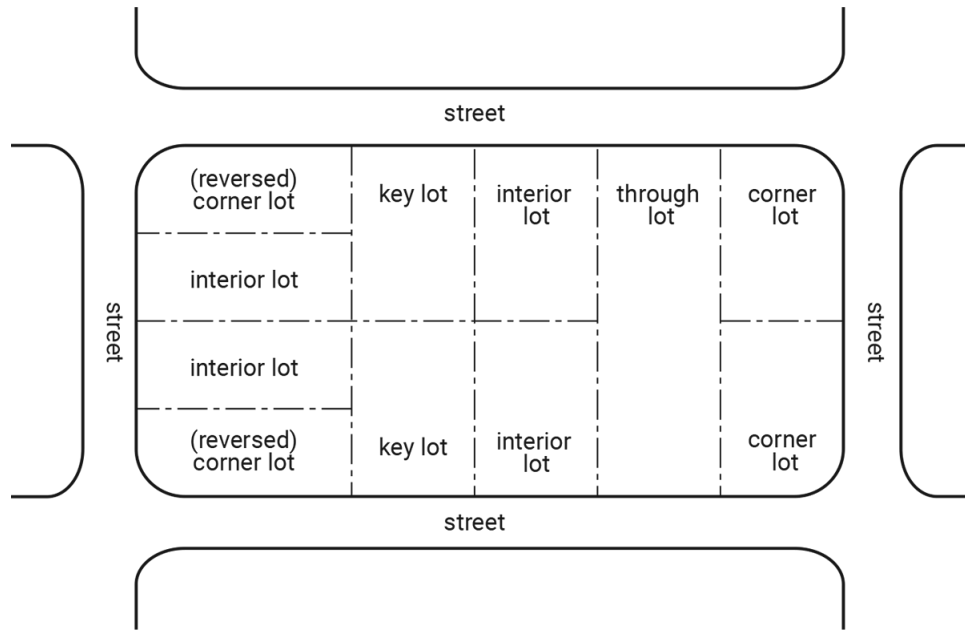 street
(reversed)
corner lot
key lot
interior
lot
through
lot
corner
lot
interior lot
street
street
interior lot
(reversed)
corner lot
key lot
interior
lot
corner
lot
street